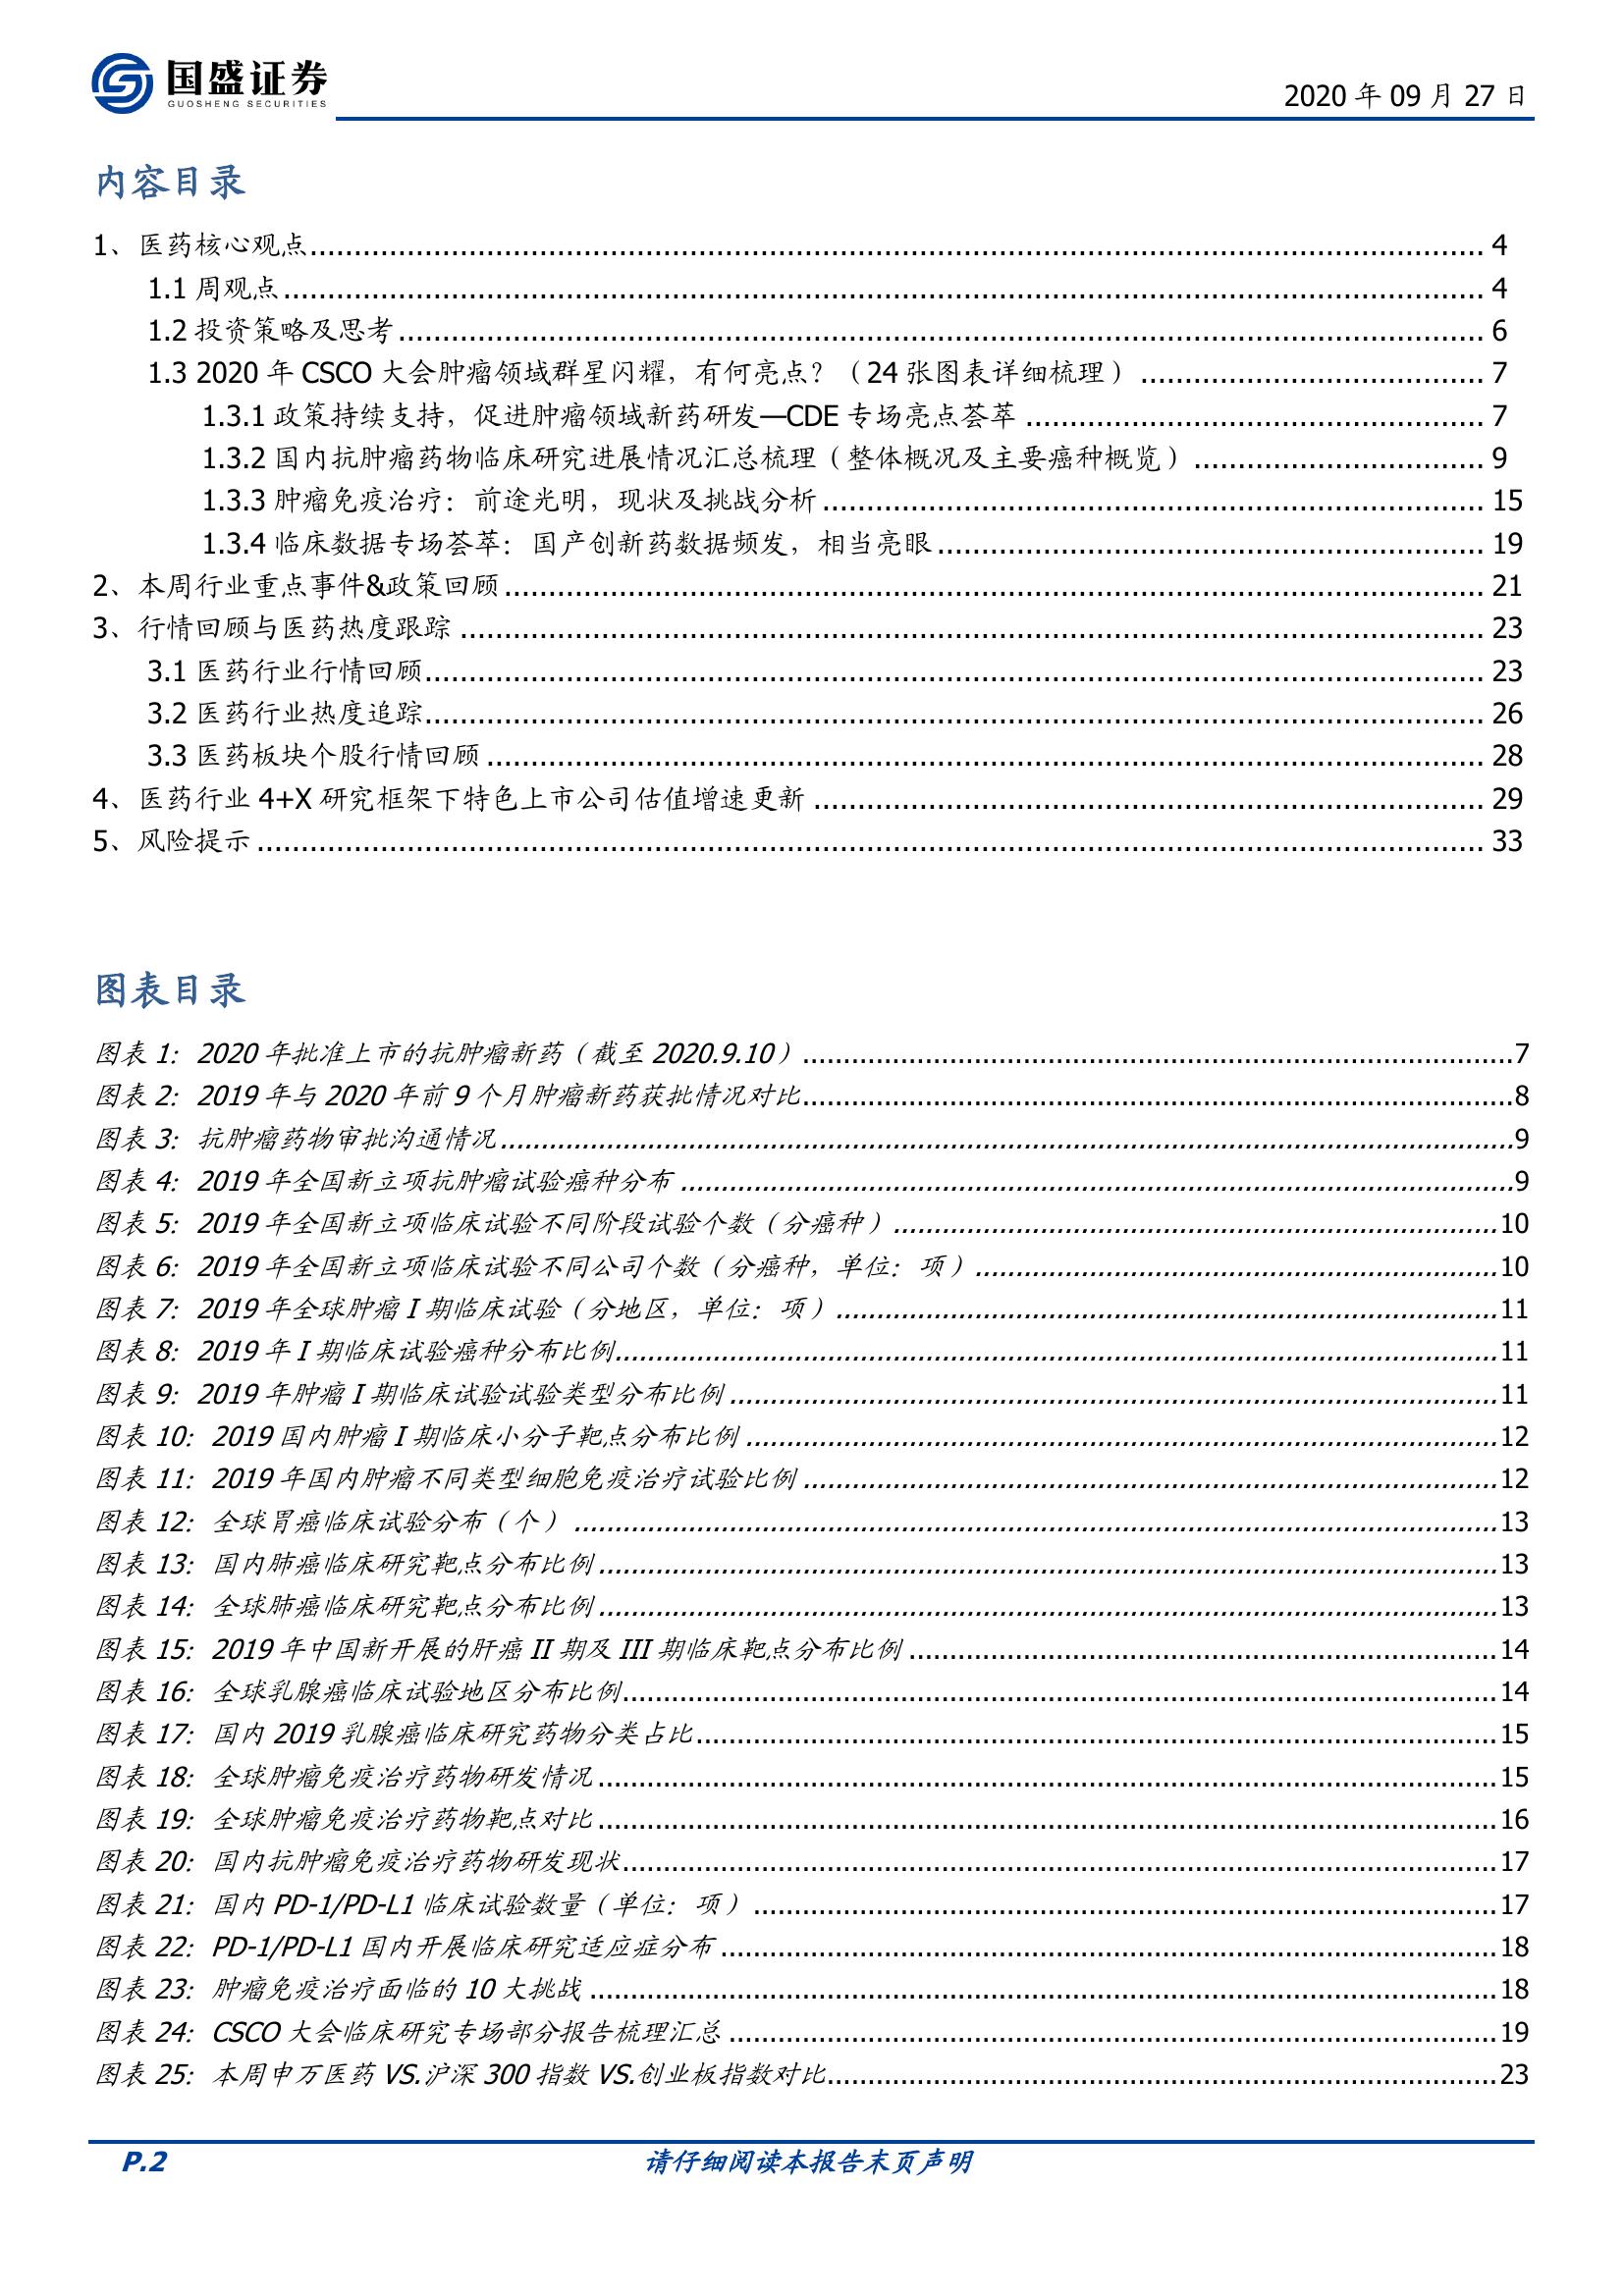 国盛证券
GUOSHENG SECURITIES
2020 年 09 月 27 日
内容目录
1、医药核心观点 4
1.1 周观点 4
1.2 投资策略及思考 6
1.3 2020 年 CSCO 大会肿瘤领域群星闪耀，有何亮点？（24 张图表详细梳理） 7
1.3.1 政策持续支持，促进肿瘤领域新药研发—CDE 专场亮点荟萃 7
1.3.2 国内抗肿瘤药物临床研究进展情况汇总梳理（整体概况及主要癌种概览） 9
1.3.3 肿瘤免疫治疗：前途光明，现状及挑战分析 15
1.3.4 临床数据专场荟萃：国产创新药数据频发，相当亮眼 19
2、本周行业重点事件&政策回顾 21
3、行情回顾与医药热度跟踪 23
3.1 医药行业行情回顾 23
3.2 医药行业热度追踪 26
3.3 医药板块个股行情回顾 28
4、医药行业 4+X 研究框架下特色上市公司估值增速更新 29
5、风险提示 33
图表目录
图表 1：2020 年批准上市的抗肿瘤新药（截至 2020.9.10） 7
图表 2：2019 年与 2020 年前 9 个月肿瘤新药获批情况对比 8
图表 3：抗肿瘤药物审批沟通情况 9
图表 4：2019 年全国新立项抗肿瘤试验癌种分布 9
图表 5：2019 年全国新立项临床试验不同阶段试验个数（分癌种） 10
图表 6：2019 年全国新立项临床试验不同公司个数（分癌种，单位：项） 10
图表 7：2019 年全球肿瘤 I 期临床试验（分地区，单位：项） 11
图表 8：2019 年 I 期临床试验癌种分布比例 11
图表 9：2019 年肿瘤 I 期临床试验试验类型分布比例 11
图表 10：2019 国内肿瘤 I 期临床小分子靶点分布比例 12
图表 11：2019 年国内肿瘤不同类型细胞免疫治疗试验比例 12
图表 12：全球胃癌临床试验分布（个） 13
图表 13：国内肺癌临床研究靶点分布比例 13
图表 14：全球肺癌临床研究靶点分布比例 13
图表 15：2019 年中国新开展的肝癌 II 期及 III 期临床靶点分布比例 14
图表 16：全球乳腺癌临床试验地区分布比例 14
图表 17：国内 2019 乳腺癌临床研究药物分类占比 15
图表 18：全球肿瘤免疫治疗药物研发情况 15
图表 19：全球肿瘤免疫治疗药物靶点对比 16
图表 20：国内抗肿瘤免疫治疗药物研发现状 17
图表 21：国内 PD-1/PD-L1 临床试验数量（单位：项） 17
图表 22：PD-1/PD-L1 国内开展临床研究适应症分布 18
图表 23：肿瘤免疫治疗面临的 10 大挑战 18
图表 24：CSCO 大会临床研究专场部分报告梳理汇总 19
图表 25：本周申万医药 VS.沪深 300 指数 VS.创业板指数对比 23
P.2 请仔细阅读本报告末页声明